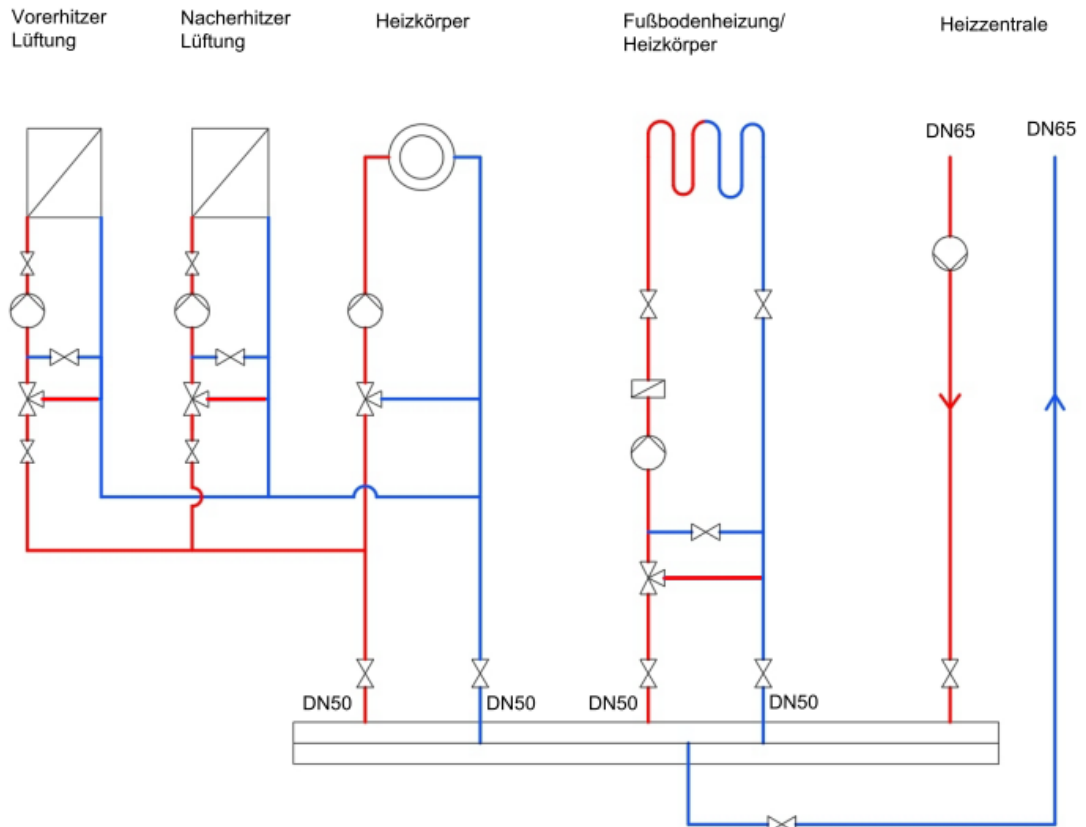 Vorerhitzer
Lüftung
Nacherhitzer
Lüftung
Heizkörper
Fußbodenheizung/
Heizkörper
Heizzentrale
DN65
DN65
DN50
DN50
DN50
DN50